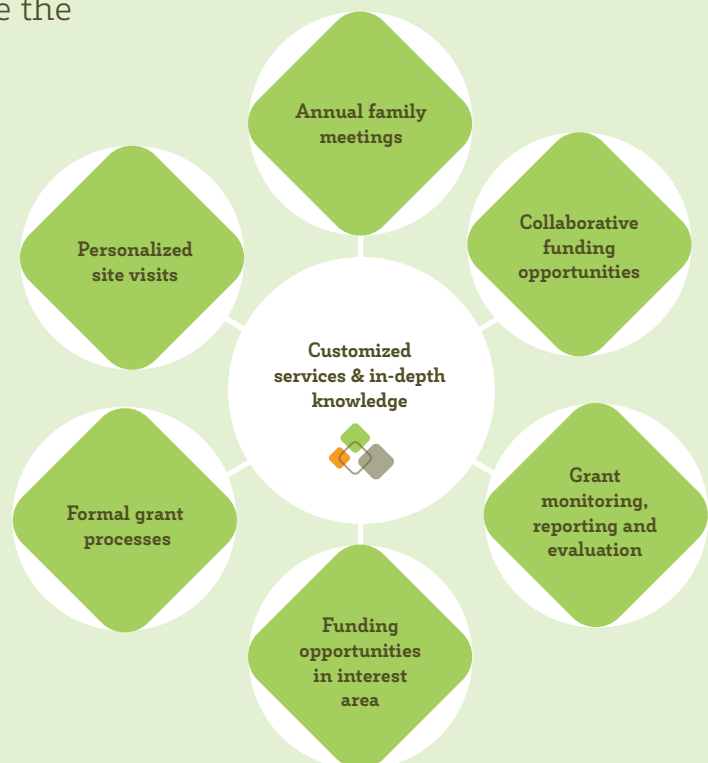 e the
Annual family
meetings
Collaborative
funding
opportunities
Personalized
site visits
Customized
services & in-depth
knowledge
Grant
monitoring,
reporting and
evaluation
Formal grant
processes
Funding
opportunities
in interest
area